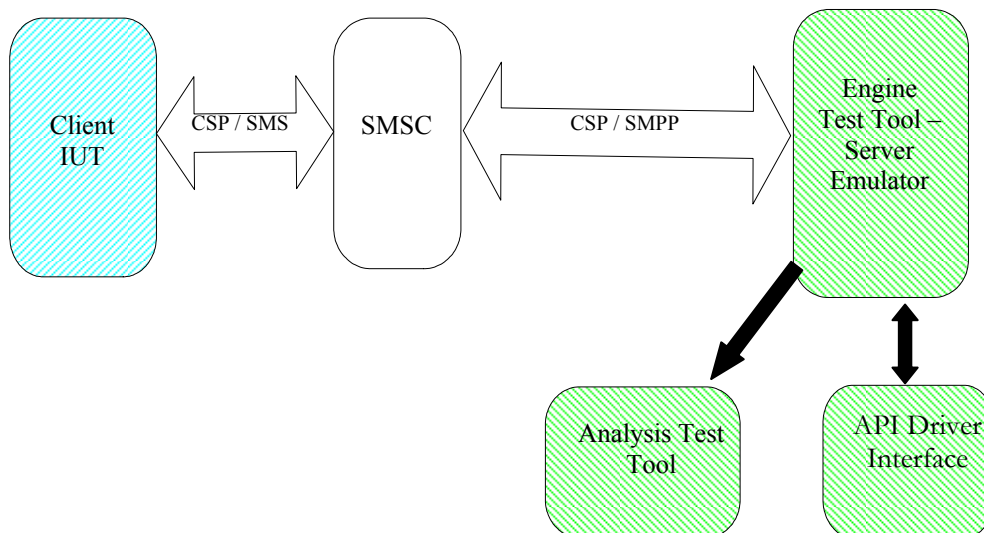 Client
IUT
CSP / SMS
SMSC
CSP / SMPP
Engine
Test Tool –
Server
Emulator
Analysis Test
Tool
API Driver
Interface